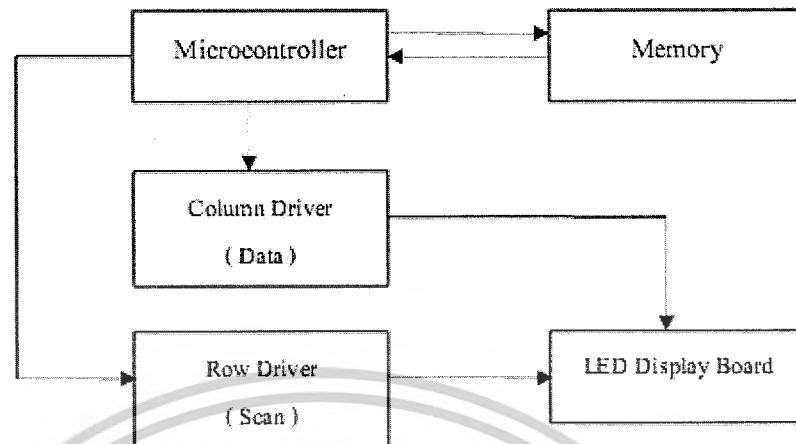 Microcontroller
Memory
Column Driver
( Data )
Row Driver
( Scan )
LED Display Board